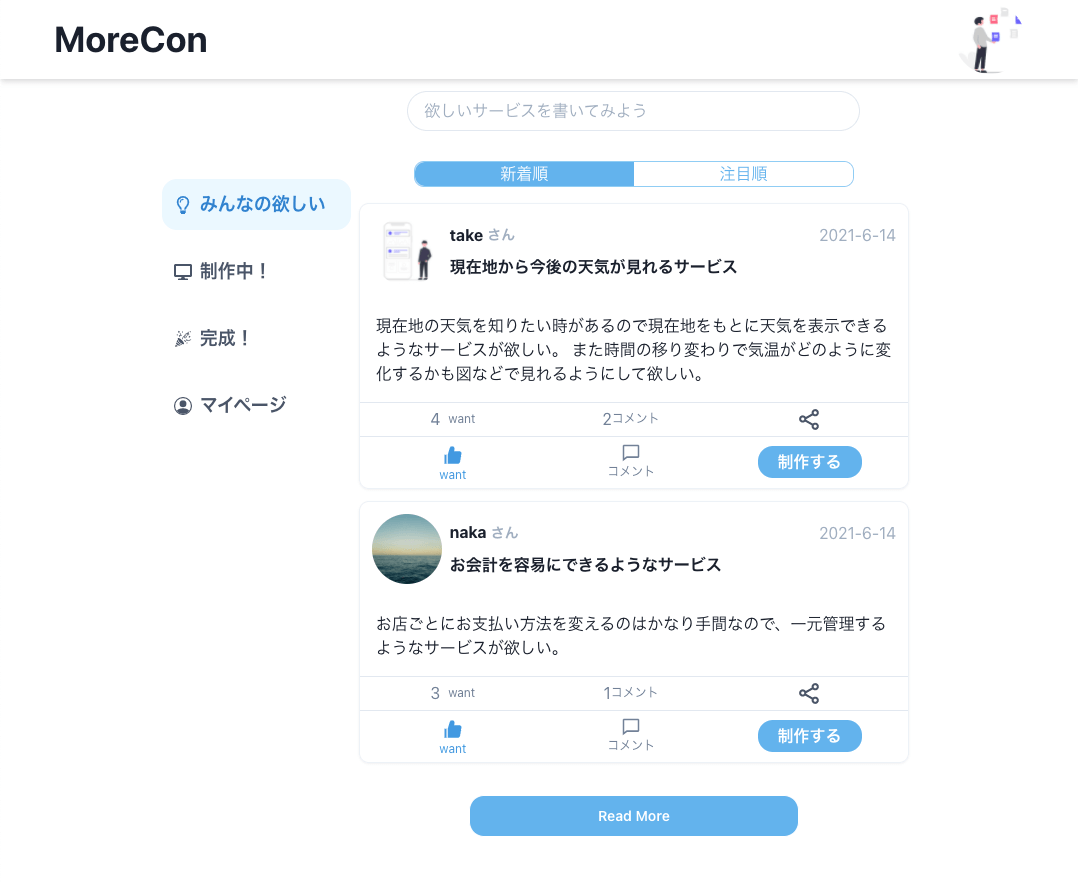 MoreCon
欲しいサービスを書いてみよう
新着順 注目順
みんなの欲しい
制作中！
完成！
マイページ
take さん 2021-6-14
現在地から今後の天気が見れるサービス
現在地の天気を知りたい時があるので現在地をもとに天気を表示できる
ようなサービスが欲しい。 また時間の移り変わりで気温がどのように変
化するかも図などで見れるようにして欲しい。
4 want 2コメント
want コメント 制作する
naka さん 2021-6-14
お会計を容易にできるようなサービス
お店ごとにお支払い方法を変えるのはかなり手間なので、一元管理する
ようなサービスが欲しい。
3 want 1コメント
want コメント 制作する
Read More